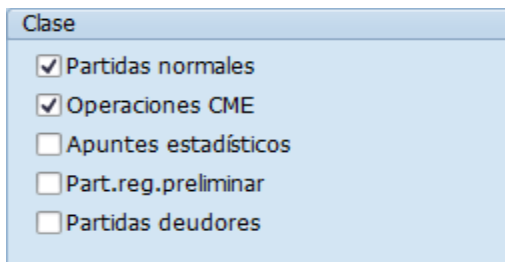 Clase
Partidas normales
Operaciones CME
Apuntes estadísticos
Part.reg.preliminar
Partidas deudores